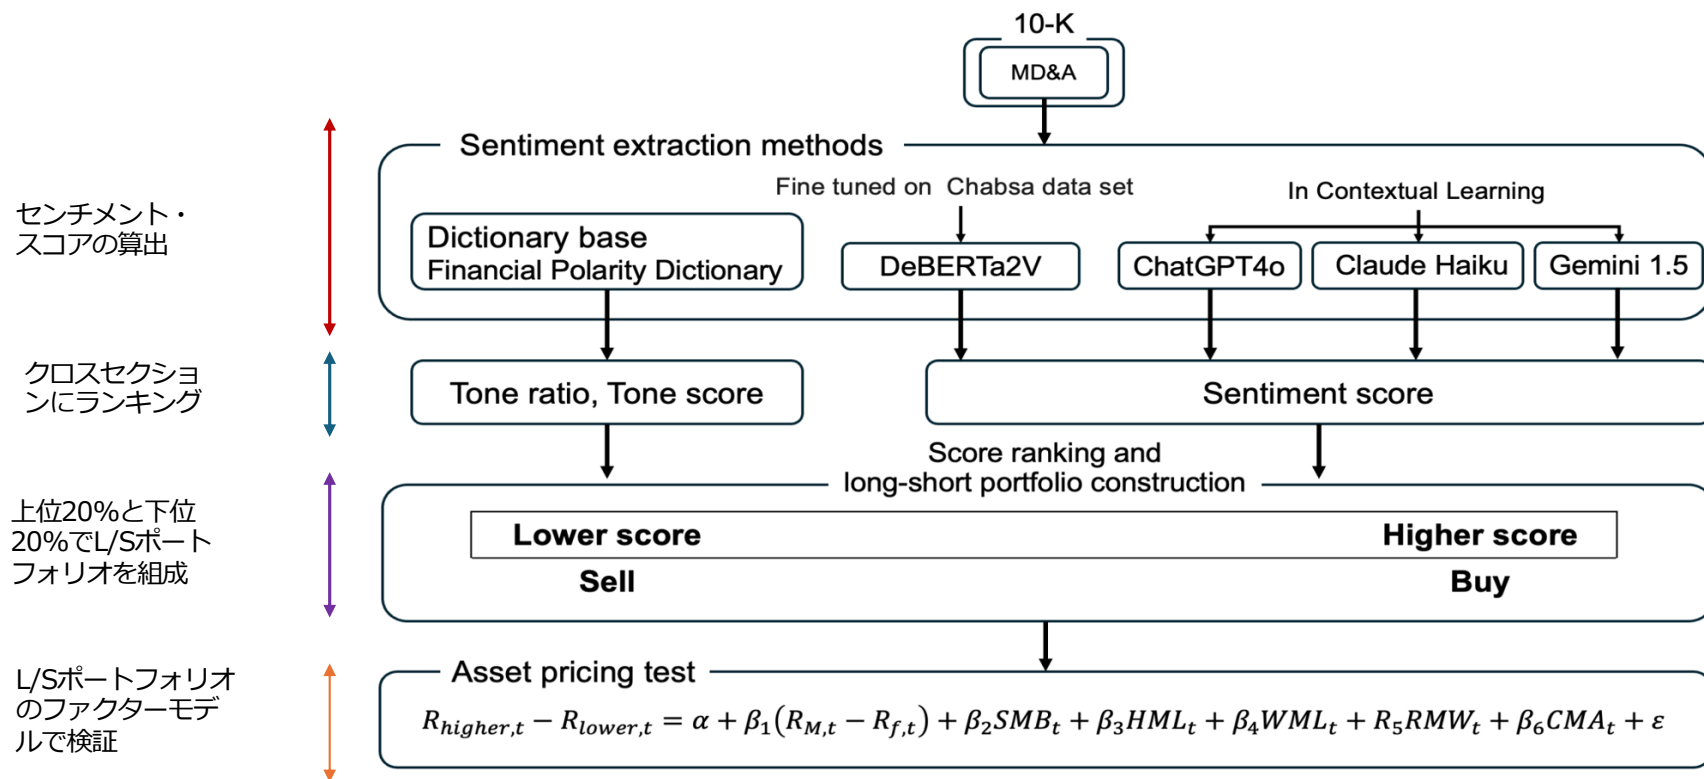 10-K
MD&A
Sentiment extraction methods
Fine tuned on Chabsa data set
In Contextual Learning
センチメント・
スコアの算出
Dictionary base
Financial Polarity Dictionary
DeBERTa2V
ChatGPT4o
Claude Haiku
Gemini 1.5
クロスセクショ
ンにランキング
Tone ratio, Tone score
Sentiment score
Score ranking and
long-short portfolio construction
上位20%と下位
20%でL/Sポート
フォリオを組成
Lower score
Higher score
Sell
Buy
L/Sポートフォリオ
のファクターモデ
ルで検証
Asset pricing test
R_{higher,t} − R_{lower,t} = α + β_1(R_{M,t} − R_{f,t}) + β_2SMB_t + β_3HML_t + β_4WML_t + R_5RMW_t + β_6CMA_t + ε